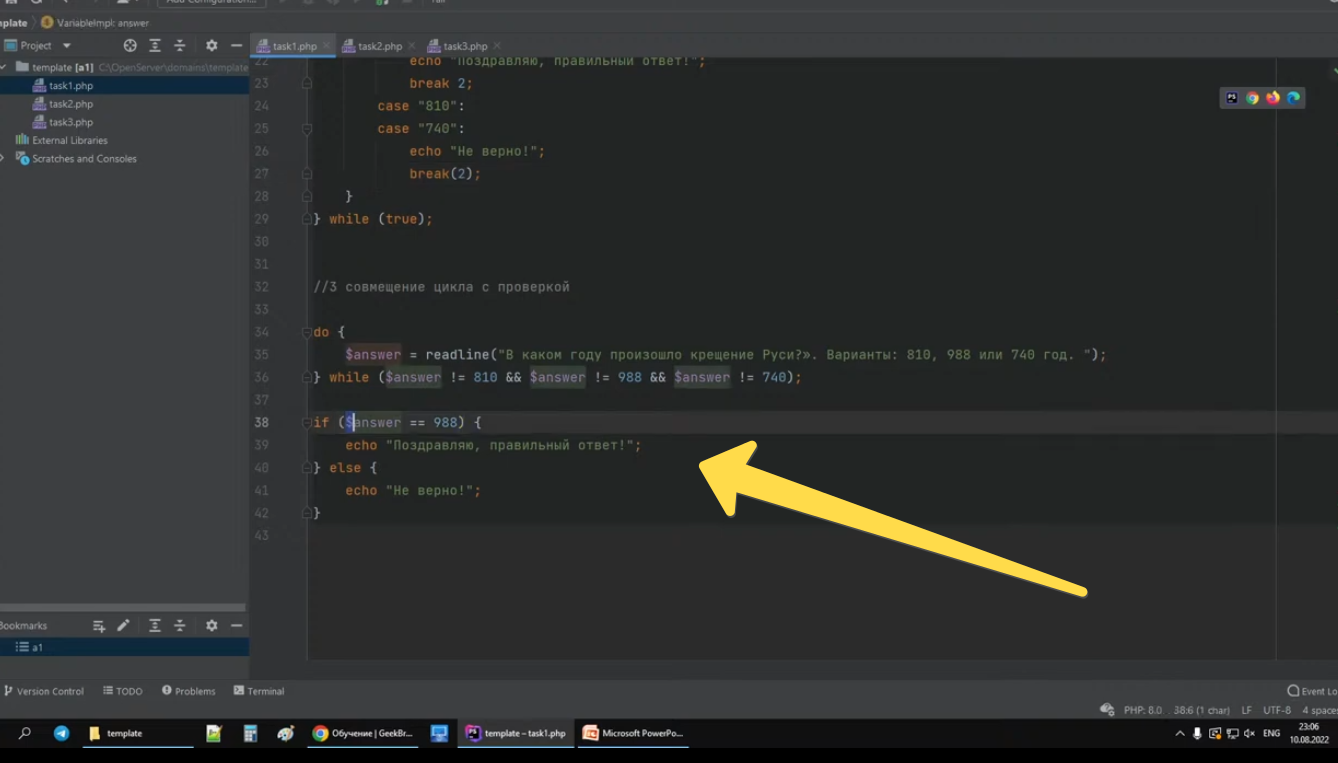 mplate
VariableImpl: answer
Project
task1.php
task2.php
task3.php
template [a1] C:\OpenServer\domains\template
task1.php
task2.php
task3.php
External Libraries
Scratches and Consoles
22 echo "Поздравляю, правильный ответ!";
23 break 2;
24 case "810":
25 case "740":
26 echo "Не верно!";
27 break(2);
28 }
29 } while (true);
30
31
32 //3 совмещение цикла с проверкой
33
34 do {
35 $answer = readline("В каком году произошло крещение Руси?». Варианты: 810, 988 или 740 год. ");
36 } while ($answer != 810 && $answer != 988 && $answer != 740);
37
38 if ($answer == 988) {
39 echo "Поздравляю, правильный ответ!";
40 } else {
41 echo "Не верно!";
42 }
43
Bookmarks
a1
Version Control
TODO
Problems
Terminal
Event Lo
PHP: 8.0 38:6 (1 char) LF UTF-8 4 spaces
template
Обучение | GeekBr...
template – task1.php
Microsoft PowerPo...
ENG
23:06
10.08.2022